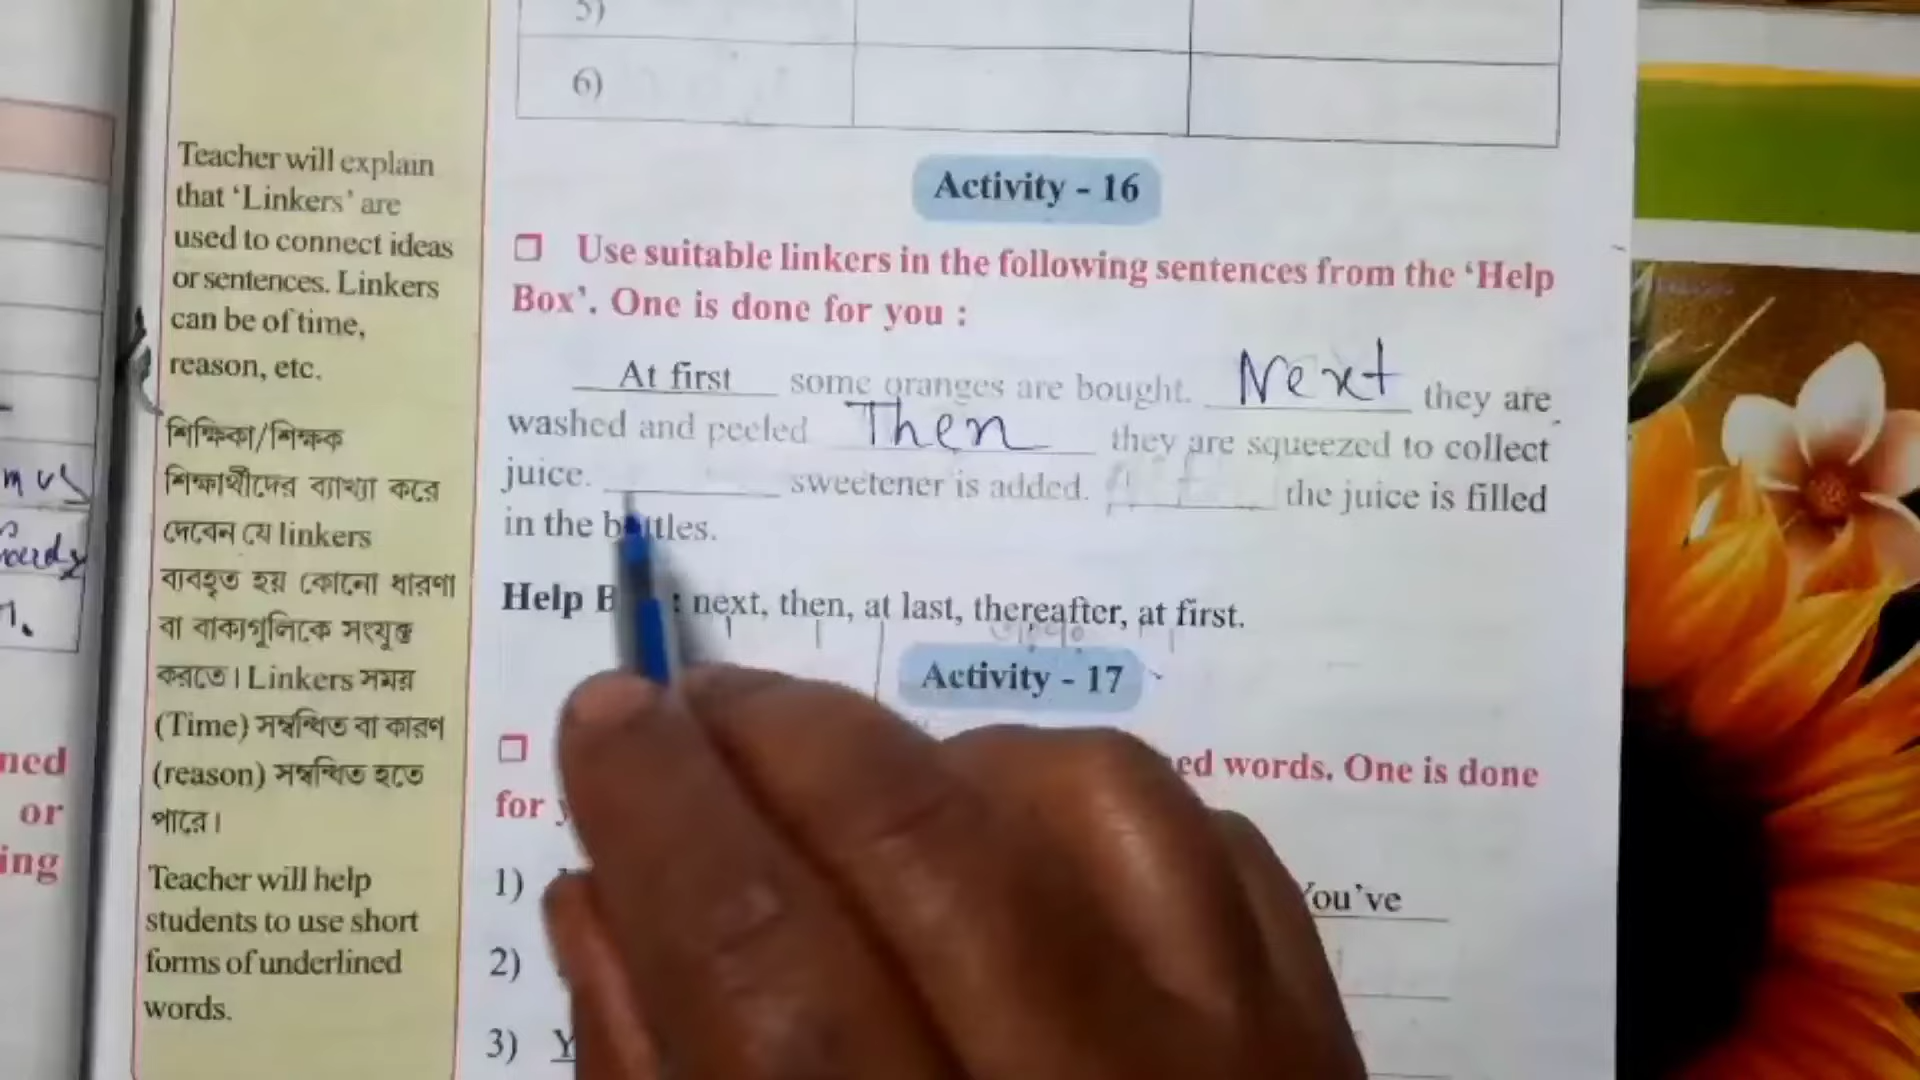 5)
6)
Teacher will explain
that ‘Linkers’ are
used to connect ideas
or sentences. Linkers
can be of time,
reason, etc.
শিক্ষিকা/শিক্ষক
শিক্ষার্থীদের ব্যাখ্যা করে
দেবেন যে linkers
ব্যবহৃত হয় কোনো ধারণা
বা বাক্যগুলিকে সংযুক্ত
করতে। Linkers সময়
(Time) সম্বন্ধিত বা কারণ
(reason) সম্বন্ধিত হতে
পারে।
Teacher will help
students to use short
forms of underlined
words.
Activity - 16
Use suitable linkers in the following sentences from the ‘Help
Box’. One is done for you :
At first some oranges are bought. Next they are
washed and peeled Then they are squeezed to collect
juice. sweetener is added. the juice is filled
in the bottles.
Help next, then, at last, thereafter, at first.
Activity - 17
words. One is done
for
1) You’ve
2)
3)
or